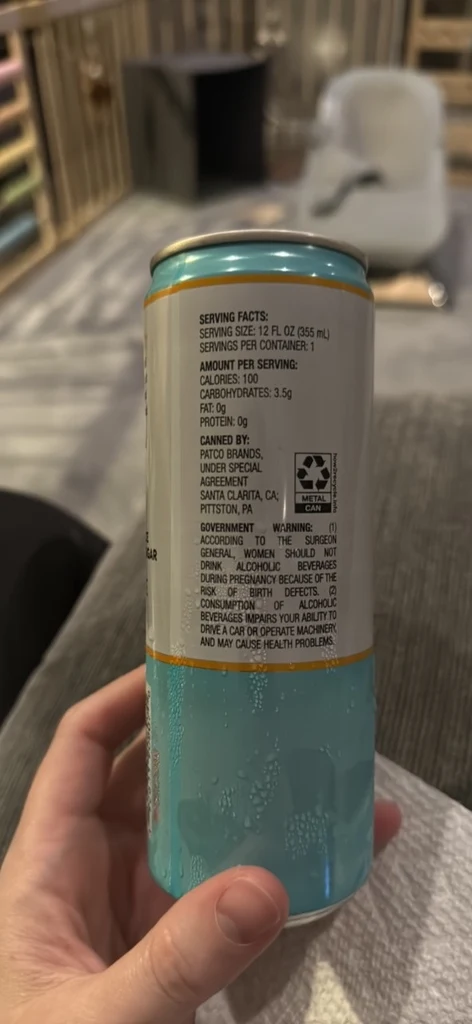 SERVING FACTS:
SERVING SIZE: 12 FL OZ (355 mL)
SERVINGS PER CONTAINER: 1
AMOUNT PER SERVING:
CALORIES: 100
CARBOHYDRATES: 3.5g
FAT: 0g
PROTEIN: 0g
CANNED BY:
PATCO BRANDS,
UNDER SPECIAL
AGREEMENT
SANTA CLARITA, CA;
PITTSTON, PA
METAL
CAN
how2recycle.info
GOVERNMENT WARNING: (1)
ACCORDING TO THE SURGEON
GENERAL, WOMEN SHOULD NOT
DRINK ALCOHOLIC BEVERAGES
DURING PREGNANCY BECAUSE OF THE
RISK OF BIRTH DEFECTS. (2)
CONSUMPTION OF ALCOHOLIC
BEVERAGES IMPAIRS YOUR ABILITY TO
DRIVE A CAR OR OPERATE MACHINERY,
AND MAY CAUSE HEALTH PROBLEMS.